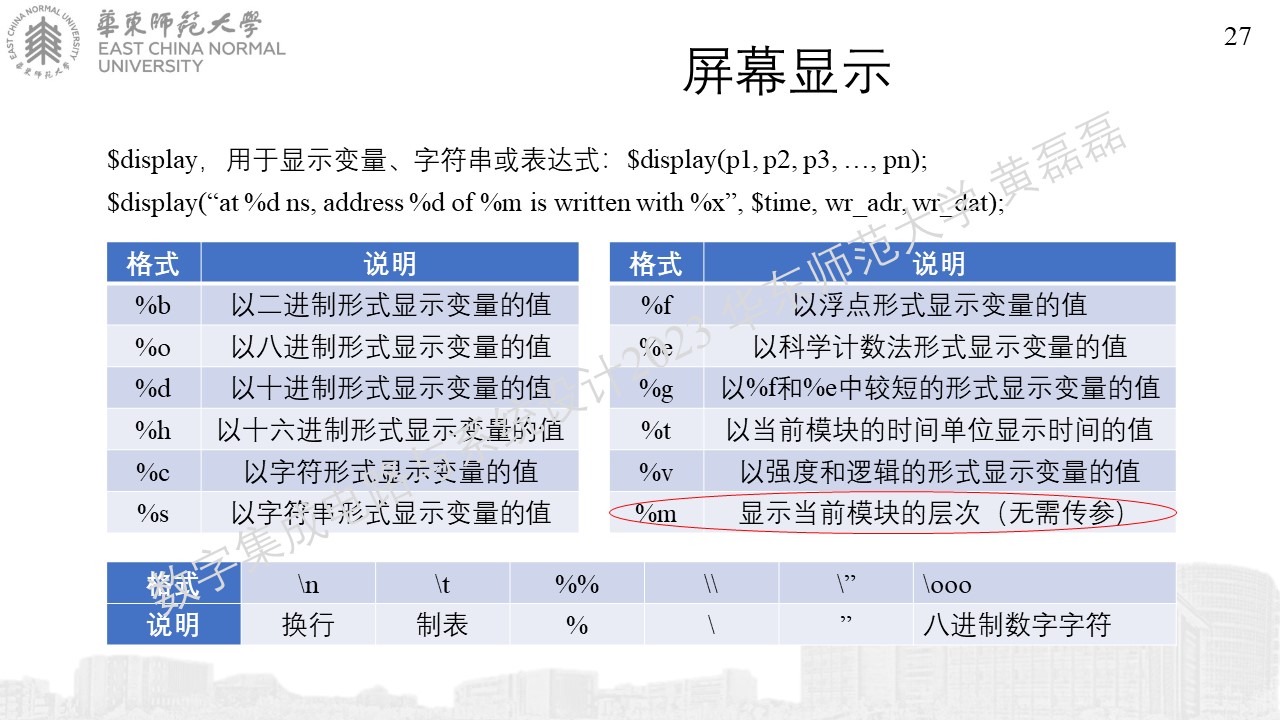 華東師範大學
EAST CHINA NORMAL
UNIVERSITY
27
屏幕显示
$display，用于显示变量、字符串或表达式：$display(p1, p2, p3, …, pn);
$display(“at %d ns, address %d of %m is written with %x”, $time, wr_adr, wr_dat);
格式 说明
%b 以二进制形式显示变量的值
%o 以八进制形式显示变量的值
%d 以十进制形式显示变量的值
%h 以十六进制形式显示变量的值
%c 以字符形式显示变量的值
%s 以字符串形式显示变量的值
格式 说明
%f 以浮点形式显示变量的值
%e 以科学计数法形式显示变量的值
%g 以%f和%e中较短的形式显示变量的值
%t 以当前模块的时间单位显示时间的值
%v 以强度和逻辑的形式显示变量的值
%m 显示当前模块的层次（无需传参）
格式 \n \t %% \\ \” \ooo
说明 换行 制表 % \ ” 八进制数字字符
数字集成电路与系统设计2023 华东师范大学 黄磊磊